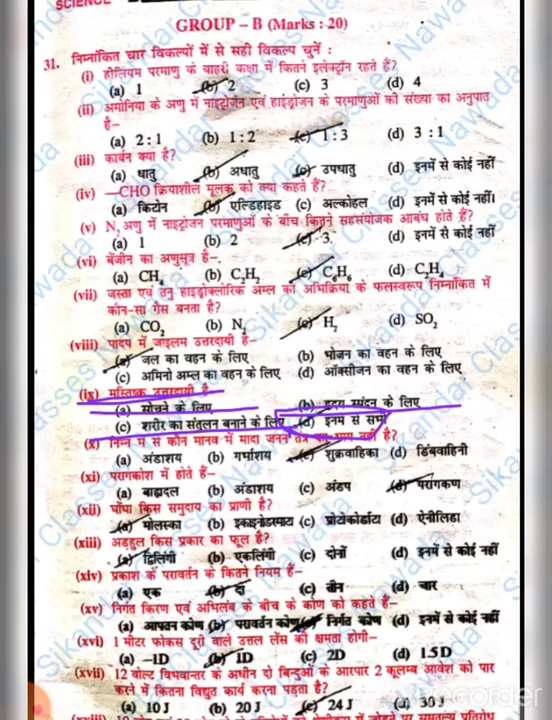 SCIENCE
GROUP – B (Marks : 20)
31. निम्नांकित चार विकल्पों में से सही विकल्प चुनें :
(i) हीलियम परमाणु के बाहरी कक्षा में कितने इलेक्ट्रॉन रहते हैं?
(a) 1 (b) 2 (c) 3 (d) 4
(ii) अमोनिया के अणु में नाइट्रोजन एवं हाइड्रोजन के परमाणुओं की संख्या का अनुपात
है–
(a) 2 : 1 (b) 1 : 2 (c) 1 : 3 (d) 3 : 1
(iii) कार्बन क्या है?
(a) धातु (b) अधातु (c) उपधातु (d) इनमें से कोई नहीं
(iv) —CHO क्रियाशील मूलक को क्या कहते हैं?
(a) किटोन (b) एल्डिहाइड (c) अल्कोहल (d) इनमें से कोई नहीं।
(v) N₂ अणु में नाइट्रोजन परमाणुओं के बीच कितने सहसंयोजक आबंध होते हैं?
(a) 1 (b) 2 (c) 3 (d) इनमें से कोई नहीं
(vi) बेंजीन का अणुसूत्र है–
(a) CH₄ (b) C₂H₂ (c) C₆H₆ (d) C₂H₄
(vii) जस्ता एवं तनु हाइड्रोक्लोरिक अम्ल की अभिक्रिया के फलस्वरूप निम्नांकित में
कौन-सा गैस बनता है?
(a) CO₂ (b) N₂ (c) H₂ (d) SO₂
(viii) पादप में जाइलम उत्तरदायी है–
(a) जल का वहन के लिए (b) भोजन का वहन के लिए
(c) अमिनो अम्ल का वहन के लिए (d) ऑक्सीजन का वहन के लिए
(ix) मस्तिष्क उत्तरदायी है
(a) सोचने के लिए (b) हृदय स्पंदन के लिए
(c) शरीर का संतुलन बनाने के लिए (d) इनमें से सभी
(x) निम्न में से कौन मानव में मादा जनन तंत्र का भाग नहीं है?
(a) अंडाशय (b) गर्भाशय (c) शुक्रवाहिका (d) डिंबवाहिनी
(xi) परागकोश में होते हैं–
(a) बाह्यदल (b) अंडाशय (c) अंडप (d) परागकण
(xii) घोंघा किस समुदाय का प्राणी है?
(a) मोलस्का (b) इकाइनोडरमाटा (c) प्रोटोकोर्डाटा (d) ऐनीलिडा
(xiii) अड़हुल किस प्रकार का फूल है?
(a) द्विलिंगी (b) एकलिंगी (c) दोनों (d) इनमें से कोई नहीं
(xiv) प्रकाश के परावर्तन के कितने नियम हैं–
(a) एक (b) दो (c) तीन (d) चार
(xv) निर्गत किरण एवं अभिलंब के बीच के कोण को कहते हैं–
(a) आपतन कोण (b) परावर्तन कोण (c) निर्गत कोण (d) इनमें से कोई नहीं
(xvi) 1 मीटर फोकस दूरी वाले उत्तल लेंस की क्षमता होगी–
(a) –1D (b) 1D (c) 2D (d) 1.5D
(xvii) 12 वोल्ट विभवान्तर के अधीन दो बिन्दुओं के आरपार 2 कूलम्ब आवेश को पार
करने में कितना विद्युत कार्य करना पड़ता है?
(a) 10 J (b) 20 J (c) 24 J (d) 30 J